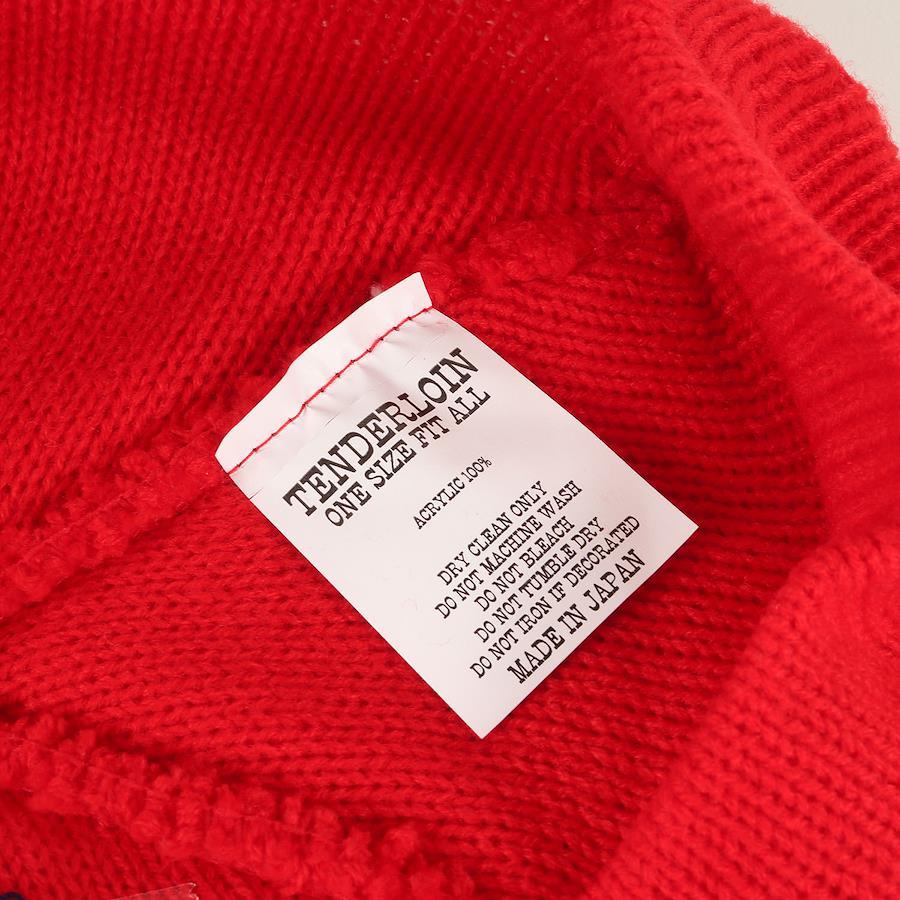 TENDERLOIN
ONE SIZE FIT ALL
ACRYLIC 100%
DRY CLEAN ONLY
DO NOT MACHINE WASH
DO NOT BLEACH
DO NOT TUMBLE DRY
DO NOT IRON IF DECORATED
MADE IN JAPAN